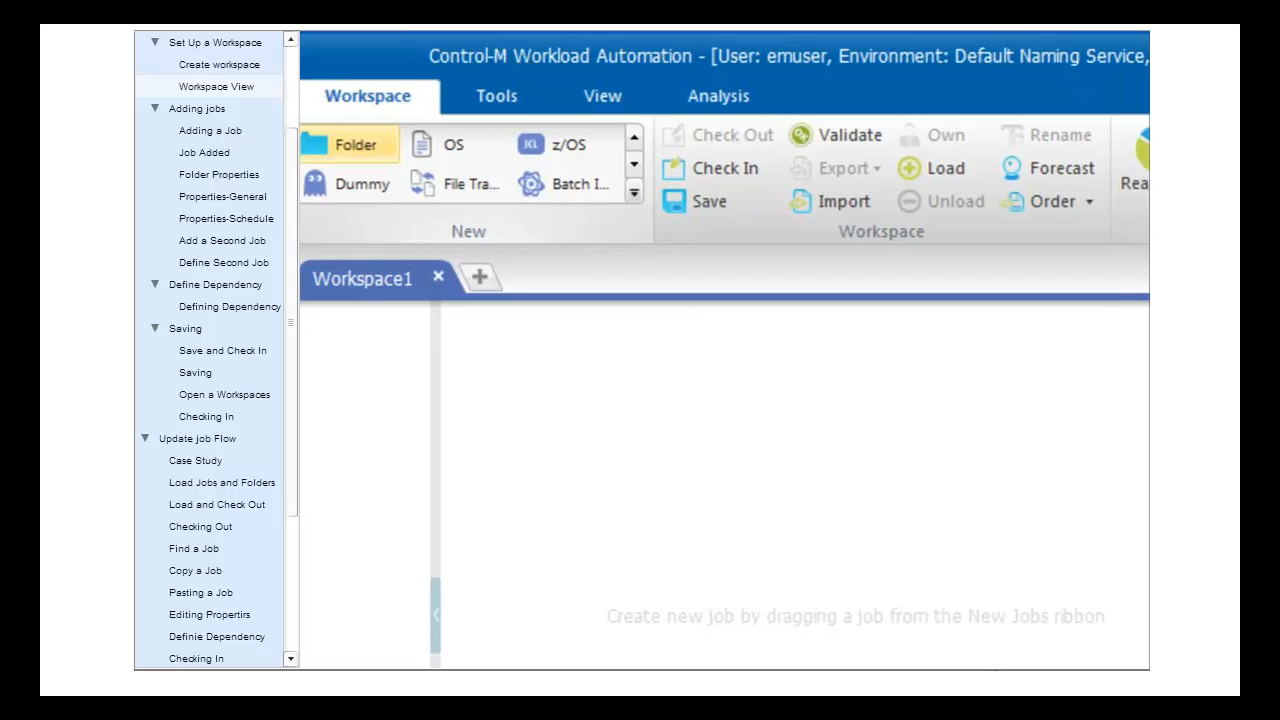 Set Up a Workspace
Create workspace
Workspace View
Adding jobs
Adding a Job
Job Added
Folder Properties
Properties-General
Properties-Schedule
Add a Second Job
Define Second Job
Define Dependency
Defining Dependency
Saving
Save and Check In
Saving
Open a Workspaces
Checking In
Update job Flow
Case Study
Load Jobs and Folders
Load and Check Out
Checking Out
Find a Job
Copy a Job
Pasting a Job
Editing Propertirs
Definie Dependency
Checking In
Control-M Workload Automation - [User: emuser, Environment: Default Naming Service,
Workspace Tools View Analysis
Folder OS z/OS Check Out Validate Own Rename
Check In Export Load Forecast
Dummy File Tra... Batch I... Rea
Save Import Unload Order
New Workspace
Workspace1
Create new job by dragging a job from the New Jobs ribbon